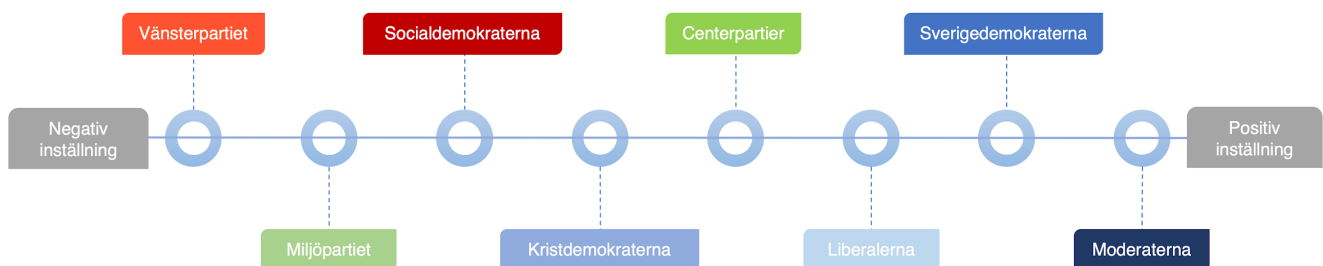 Vänsterpartiet
Socialdemokraterna
Centerpartier
Sverigedemokraterna
Negativ
inställning
Positiv
inställning
Miljöpartiet
Kristdemokraterna
Liberalerna
Moderaterna